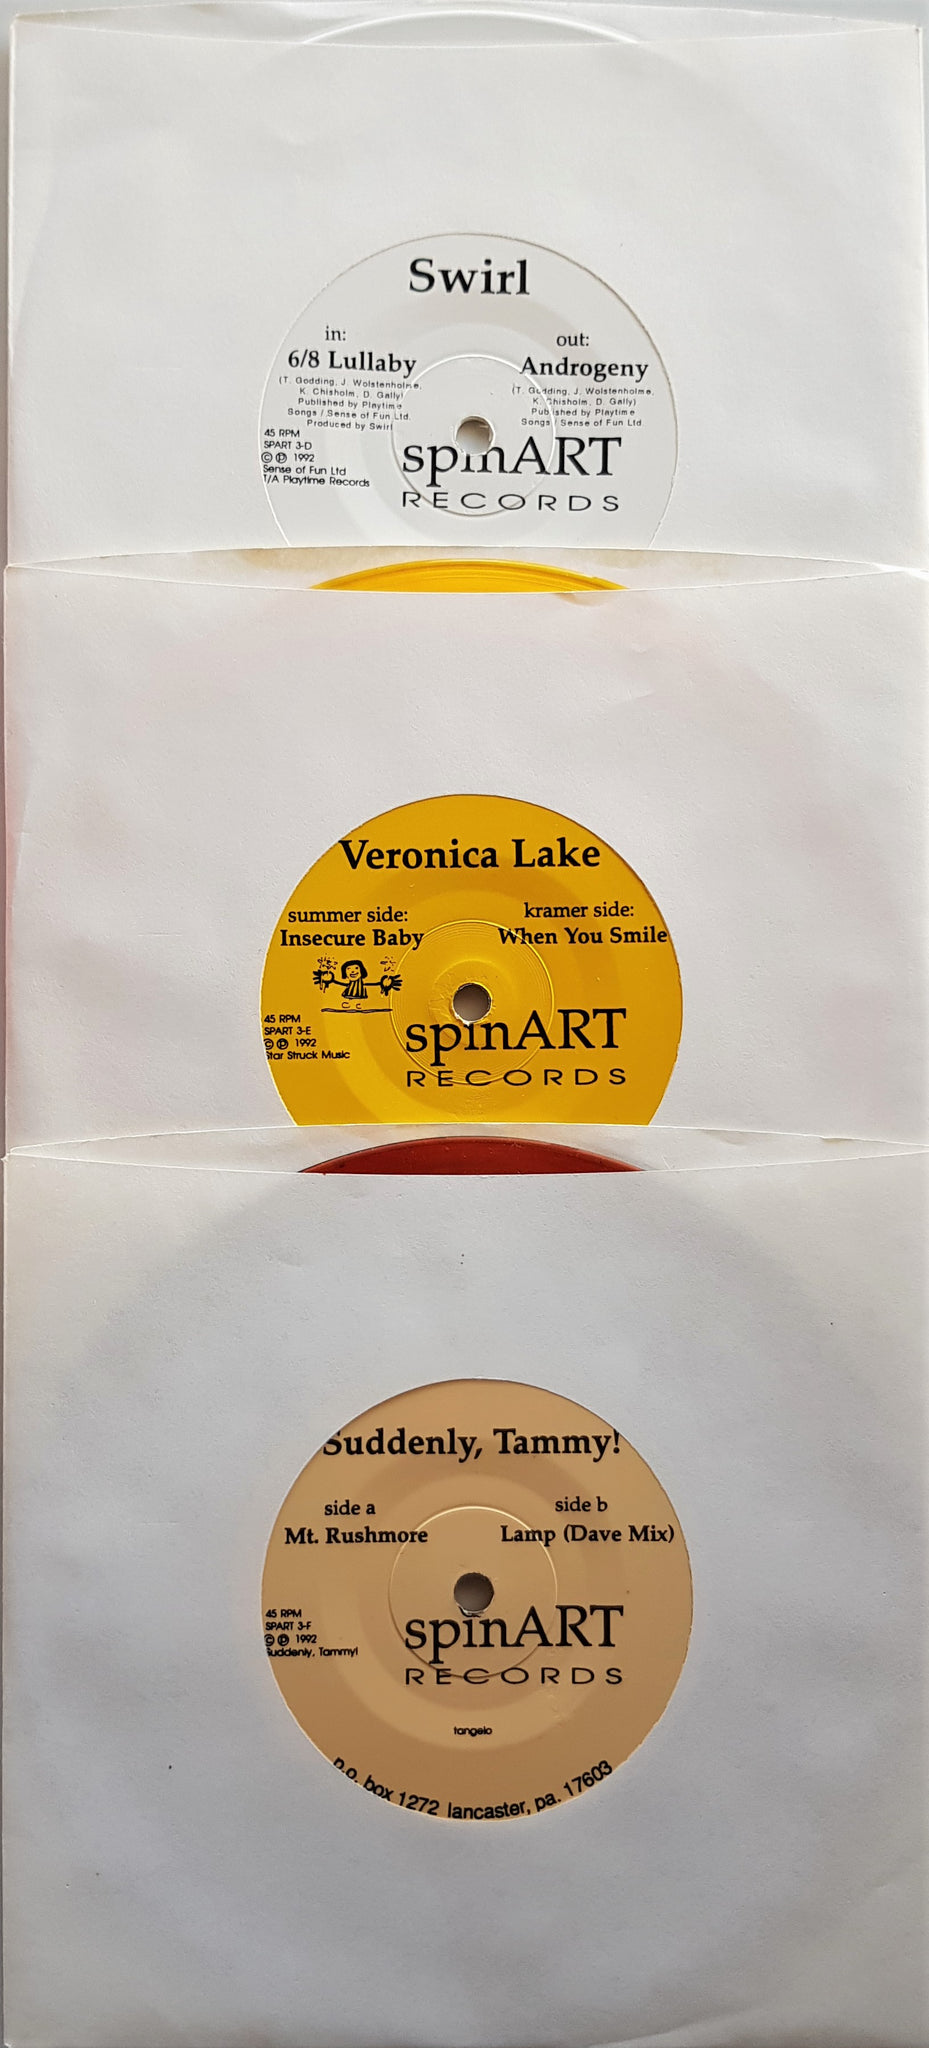 Swirl
in:
6/8 Lullaby
(T. Godding, J. Wolstenholme,
K. Chisholm, D. Gally)
Published by Playtime
Songs / Sense of Fun Ltd.
Produced by Swirl
out:
Androgeny
(T. Godding, J. Wolstenholme,
K. Chisholm, D. Gally)
Published by Playtime
Songs / Sense of Fun Ltd.
45 RPM
SPART 3-D
© ℗ 1992
Sense of Fun Ltd
T/A Playtime Records
spinART
RECORDS
Veronica Lake
summer side:
Insecure Baby
kramer side:
When You Smile
45 RPM
SPART 3-E
© ℗ 1992
Star Struck Music
spinART
RECORDS
Suddenly, Tammy!
side a
Mt. Rushmore
side b
Lamp (Dave Mix)
45 RPM
SPART 3-F
© ℗ 1992
Suddenly, Tammy!
spinART
RECORDS
tangelo
p.o. box 1272 lancaster, pa. 17603